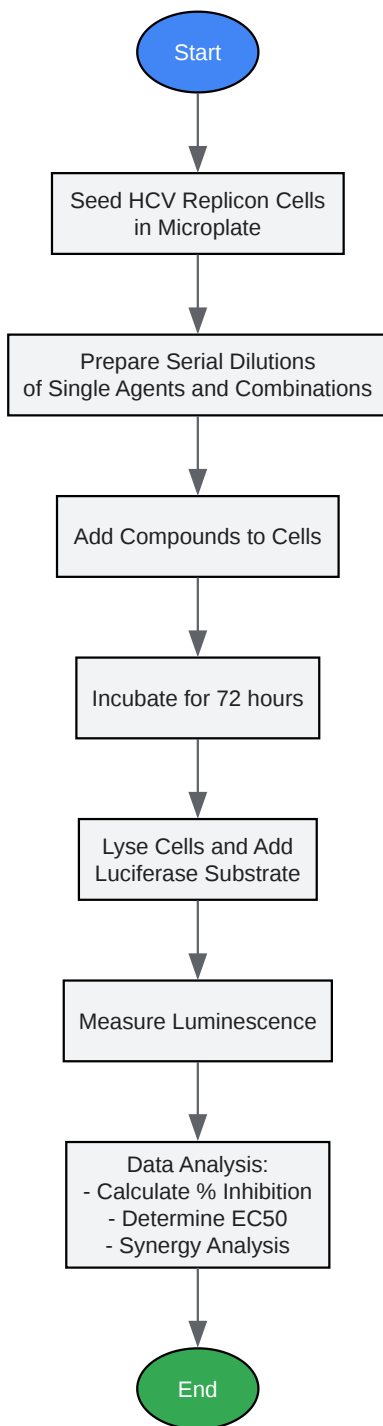 Start
Seed HCV Replicon Cells
in Microplate
Prepare Serial Dilutions
of Single Agents and Combinations
Add Compounds to Cells
Incubate for 72 hours
Lyse Cells and Add
Luciferase Substrate
Measure Luminescence
Data Analysis:
- Calculate % Inhibition
- Determine EC50
- Synergy Analysis
End